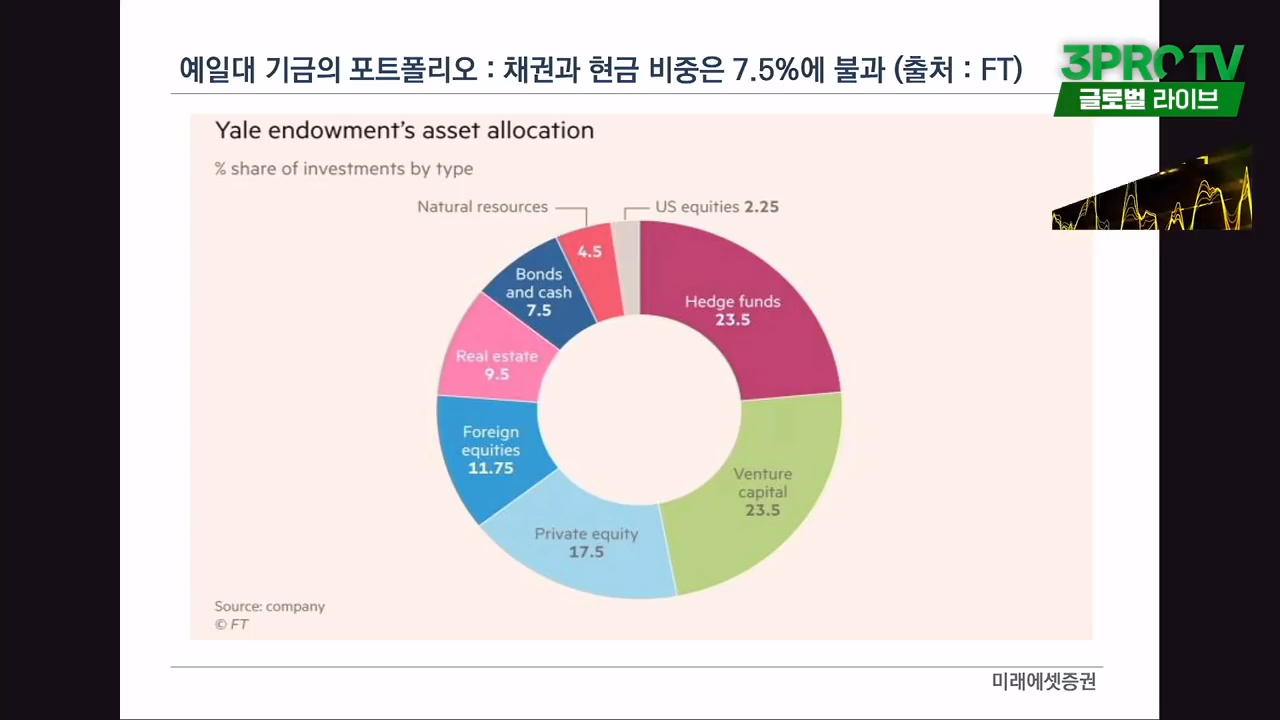 예일대 기금의 포트폴리오 : 채권과 현금 비중은 7.5%에 불과 (출처 : FT)
3PROTV
글로벌 라이브
Yale endowment's asset allocation
% share of investments by type
Natural resources
4.5
US equities 2.25
Hedge funds
23.5
Bonds
and cash
7.5
Real estate
9.5
Foreign
equities
11.75
Venture
capital
23.5
Private equity
17.5
Source: company
© FT
미래에셋증권